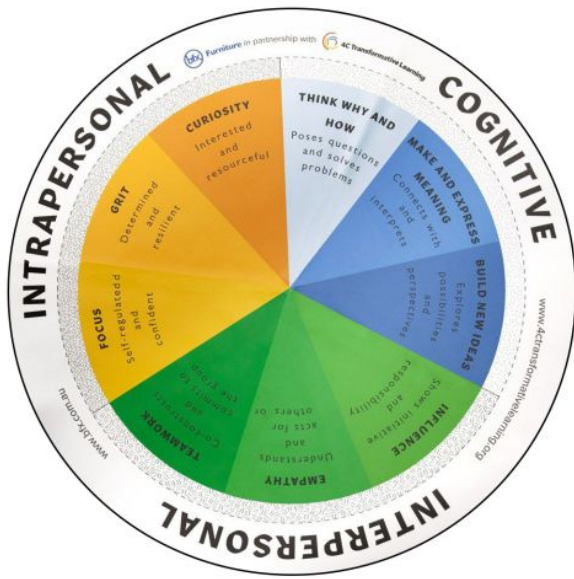 bfx Furniture in partnership with 4C Transformative Learning
COGNITIVE
THINK WHY AND
HOW
Poses questions
and solves
problems
MAKE AND EXPRESS
MEANING
Connects with
and
interprets
BUILD NEW IDEAS
Explores
possibilities
and
perspectives
www.4ctransformativelearning.org
INTERPERSONAL
INFLUENCE
Shows initiative
and
responsibility
EMPATHY
Understands
and
acts for
others or
TEAMWORK
Co-constructs
and
commits to
the group
www.bfx.com.au
INTRAPERSONAL
FOCUS
Self-regulatedd
and
confident
GRIT
Determined
and
resilient
CURIOSITY
Interested
and
resourceful